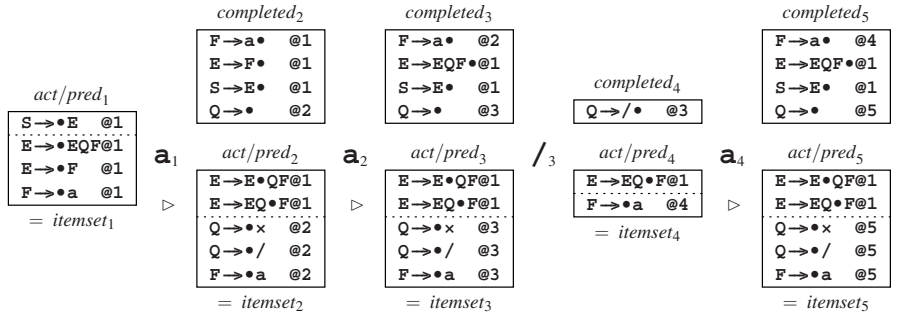 completed₂
F→a• @1
E→F• @1
S→E• @1
Q→• @2
completed₃
F→a• @2
E→EQF•@1
S→E• @1
Q→• @3
completed₄
Q→/• @3
completed₅
F→a• @4
E→EQF•@1
S→E• @1
Q→• @5
act/pred₁
S→•E @1
E→•EQF@1
E→•F @1
F→•a @1
= itemset₁
a₁
▷
act/pred₂
E→E•QF@1
E→EQ•F@1
Q→•× @2
Q→•/ @2
F→•a @2
= itemset₂
a₂
▷
act/pred₃
E→E•QF@1
E→EQ•F@1
Q→•× @3
Q→•/ @3
F→•a @3
= itemset₃
/₃
act/pred₄
E→EQ•F@1
F→•a @4
= itemset₄
a₄
▷
act/pred₅
E→E•QF@1
E→EQ•F@1
Q→•× @5
Q→•/ @5
F→•a @5
= itemset₅